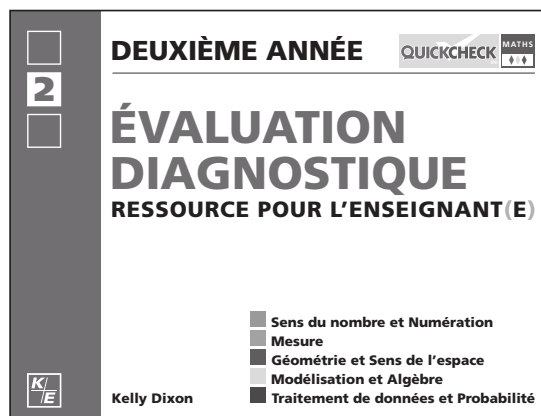 DEUXIÈME ANNÉE
QUICKCHECK
MATHS
2
ÉVALUATION
DIAGNOSTIQUE
RESSOURCE POUR L'ENSEIGNANT(E)
Sens du nombre et Numération
Mesure
Géométrie et Sens de l'espace
Modélisation et Algèbre
Traitement de données et Probabilité
K/E
Kelly Dixon